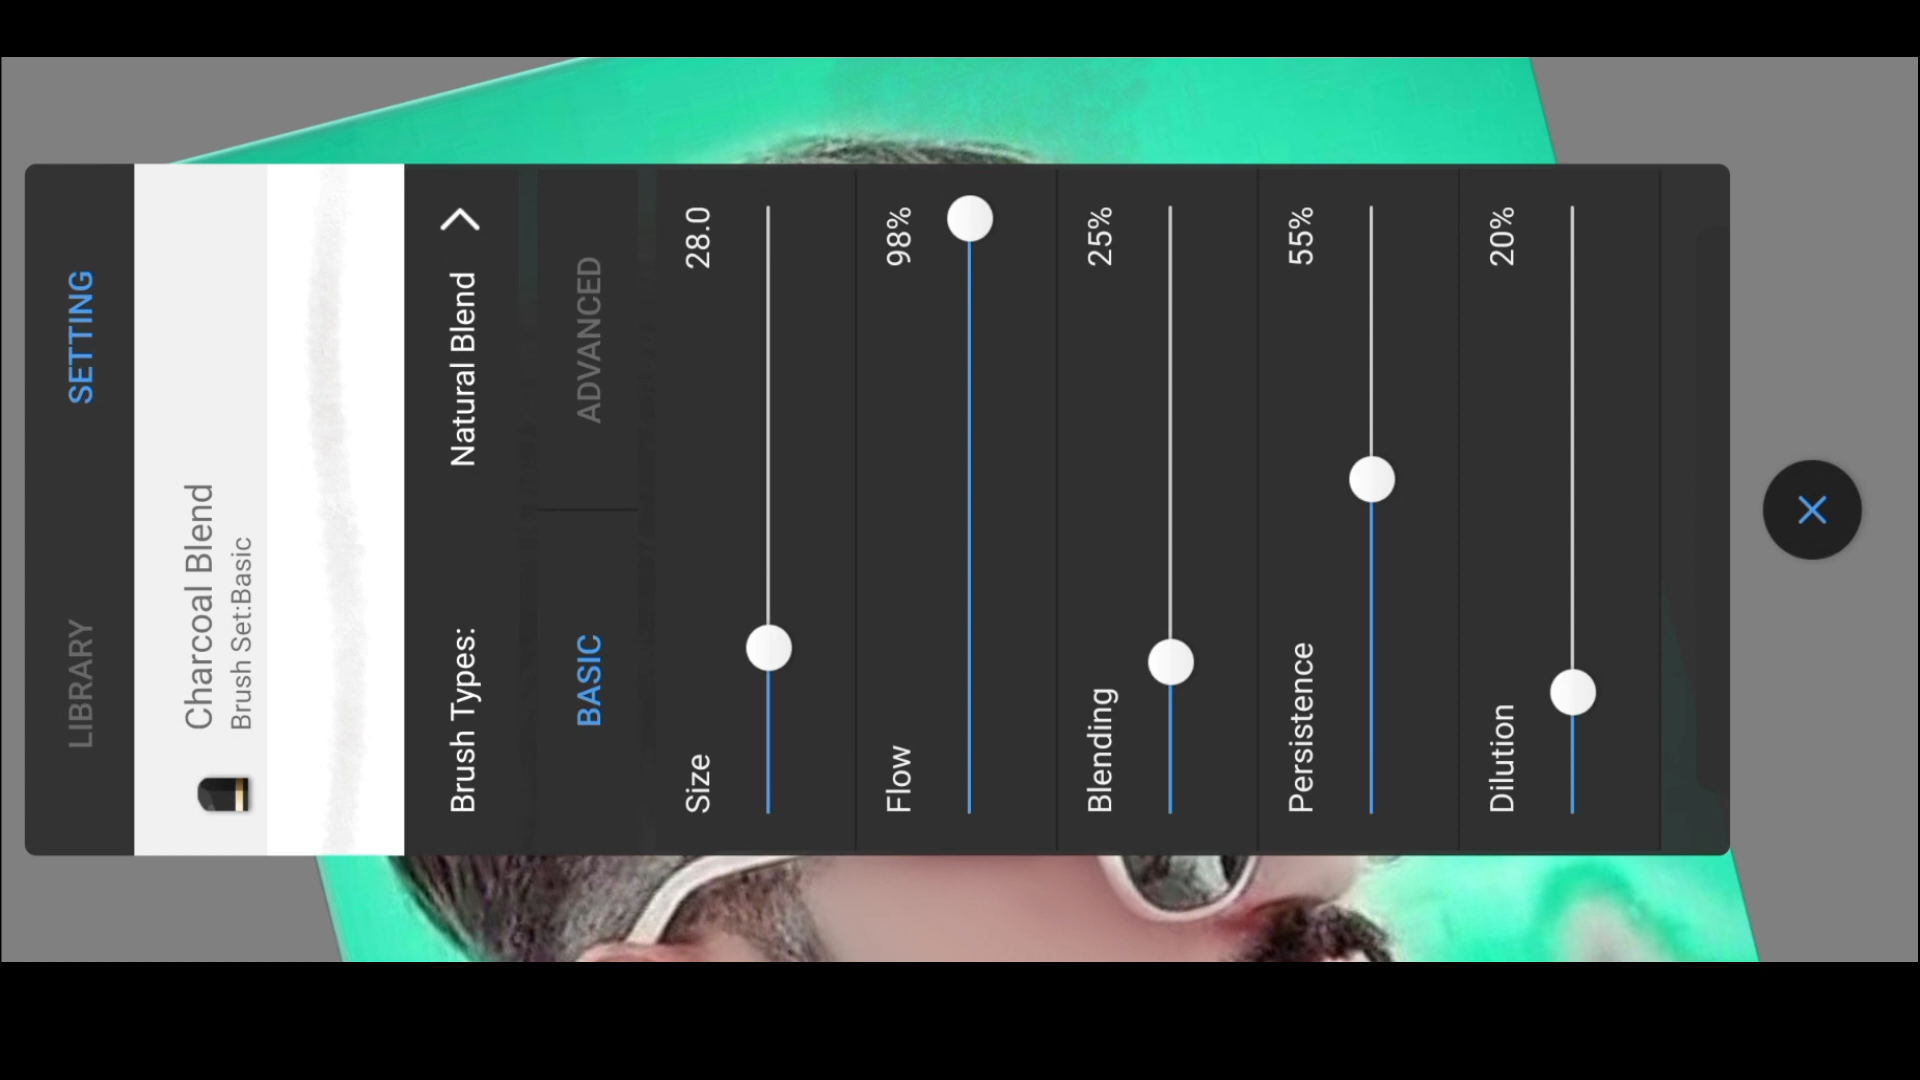 LIBRARY SETTING
Charcoal Blend
Brush Set:Basic
Brush Types: Natural Blend
BASIC ADVANCED
Size 28.0
Flow 98%
Blending 25%
Persistence 55%
Dilution 20%